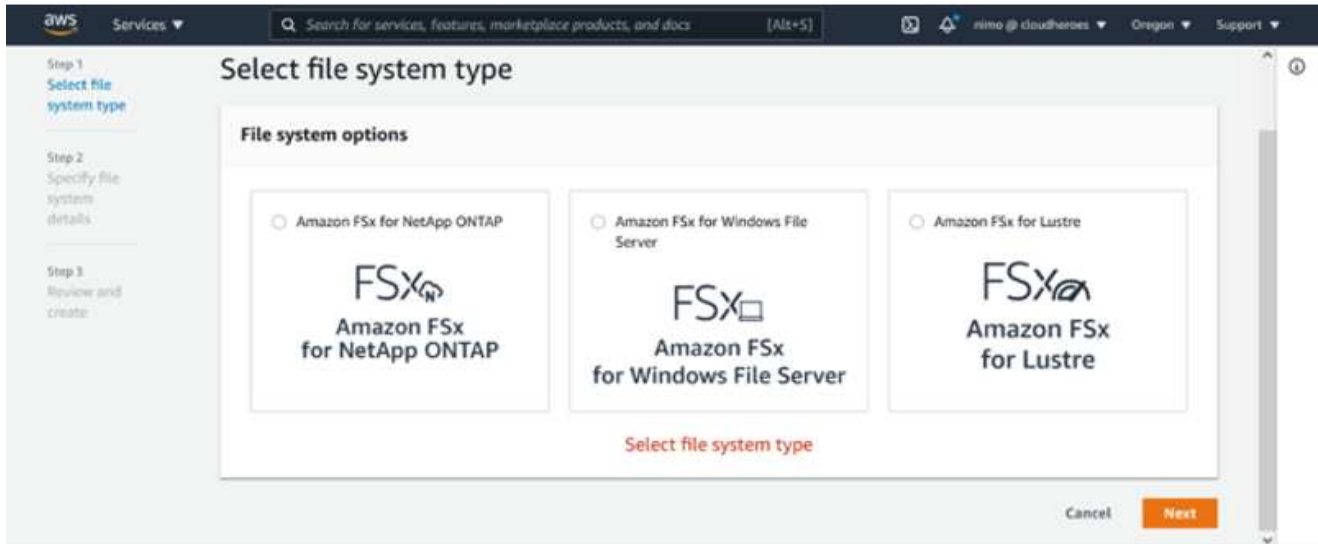 aws Services ▼ Search for services, features, marketplace products, and docs [Alt+S] nimo @ cloudheroes ▼ Oregon ▼ Support ▼
Step 1
Select file
system type
Step 2
Specify file
system
details
Step 3
Review and
create
Select file system type
File system options
Amazon FSx for NetApp ONTAP
FSx N
Amazon FSx
for NetApp ONTAP
Amazon FSx for Windows File
Server
FSx
Amazon FSx
for Windows File Server
Amazon FSx for Lustre
FSx
Amazon FSx
for Lustre
Select file system type
Cancel Next